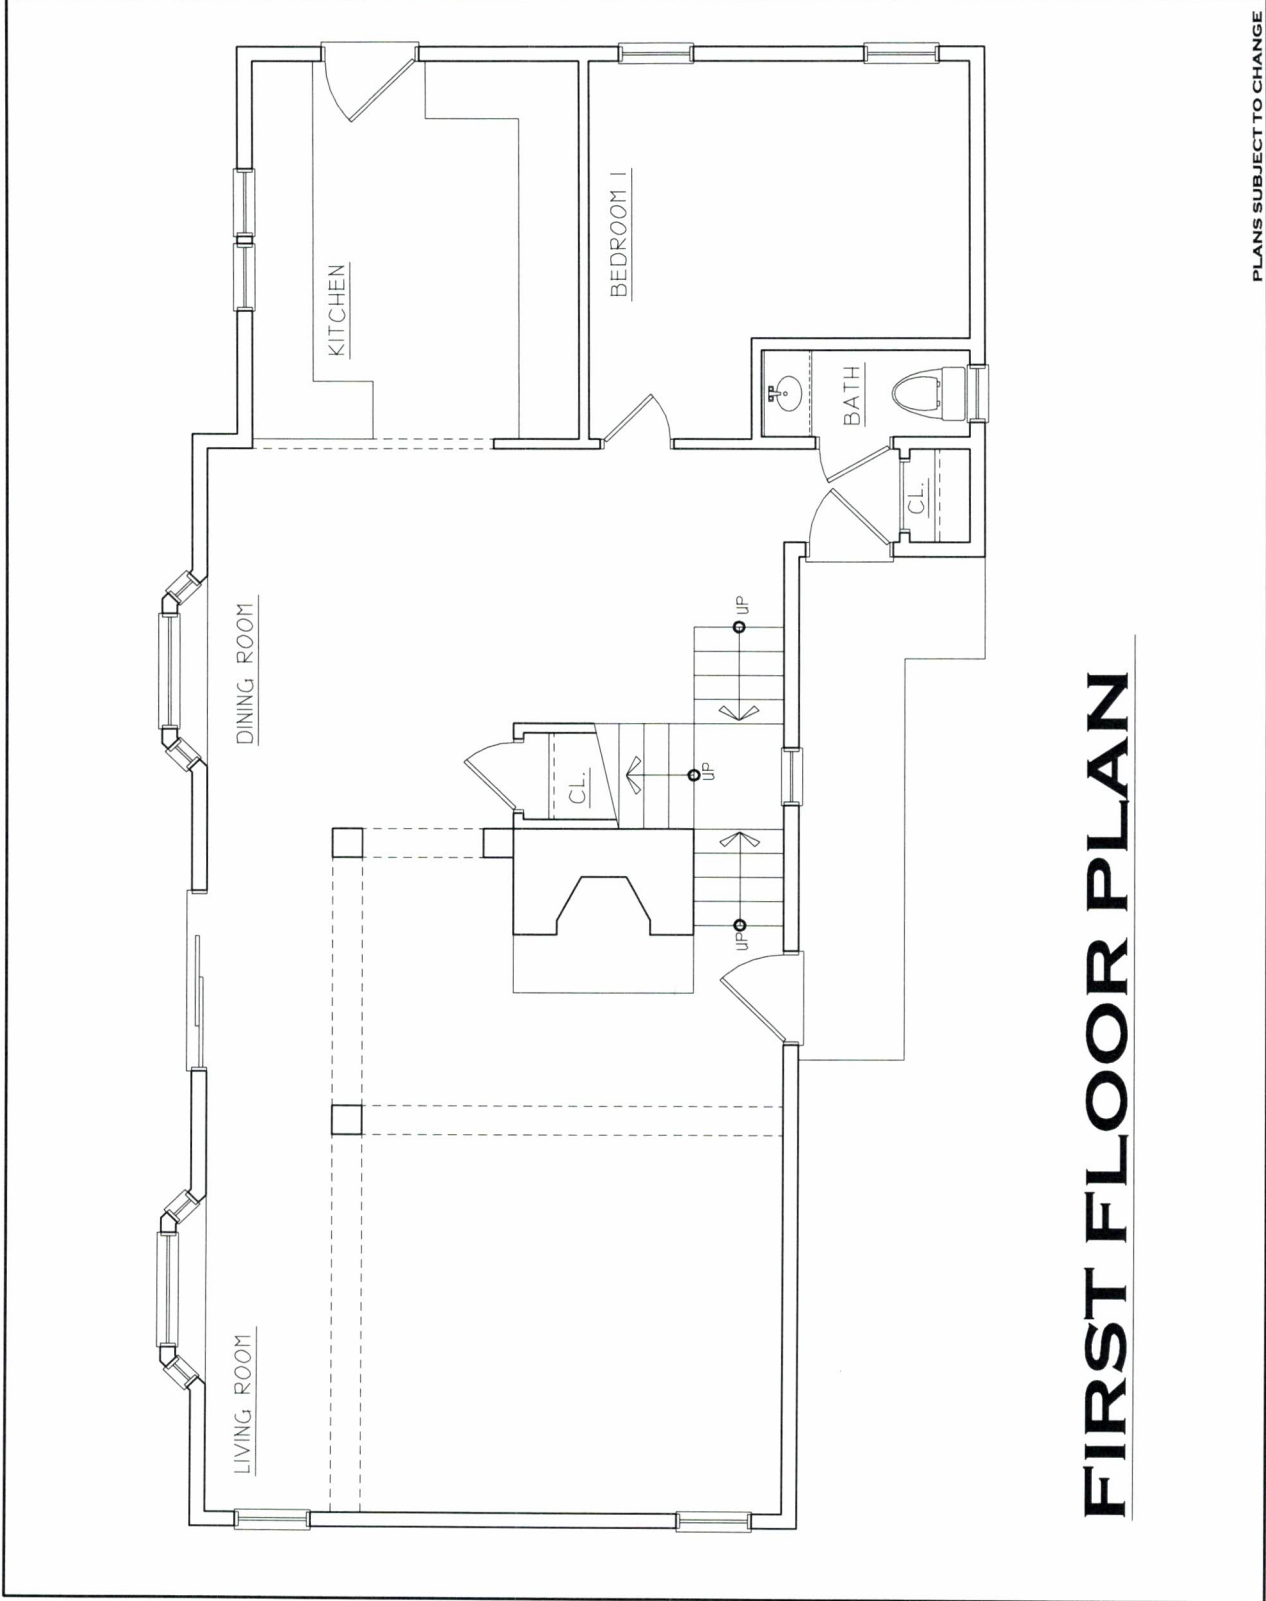 LIVING ROOM
DINING ROOM
KITCHEN
BEDROOM 1
CL.
UP
UP
UP
BATH
CL.
FIRST FLOOR PLAN
PLANS SUBJECT TO CHANGE